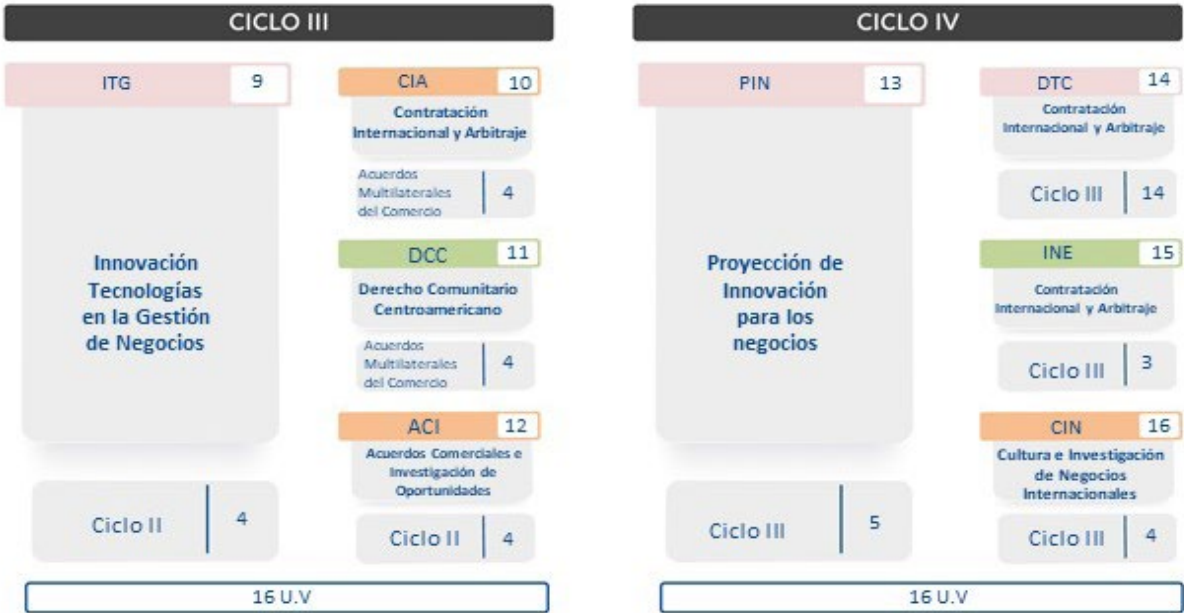 CICLO III
ITG 9
Innovación
Tecnologías
en la Gestión
de Negocios
Ciclo II 4
CIA 10
Contratación
Internacional y Arbitraje
Acuerdos
Multilaterales
del Comercio
4
DCC 11
Derecho Comunitario
Centroamericano
Acuerdos
Multilaterales
del Comercio
4
ACI 12
Acuerdos Comerciales e
Investigación de
Oportunidades
Ciclo II 4
16 U.V
CICLO IV
PIN 13
Proyección de
Innovación
para los
negocios
Ciclo III 5
DTC 14
Contratación
Internacional y Arbitraje
Ciclo III 14
INE 15
Contratación
Internacional y Arbitraje
Ciclo III 3
CIN 16
Cultura e Investigación
de Negocios
Internacionales
Ciclo III 4
16 U.V